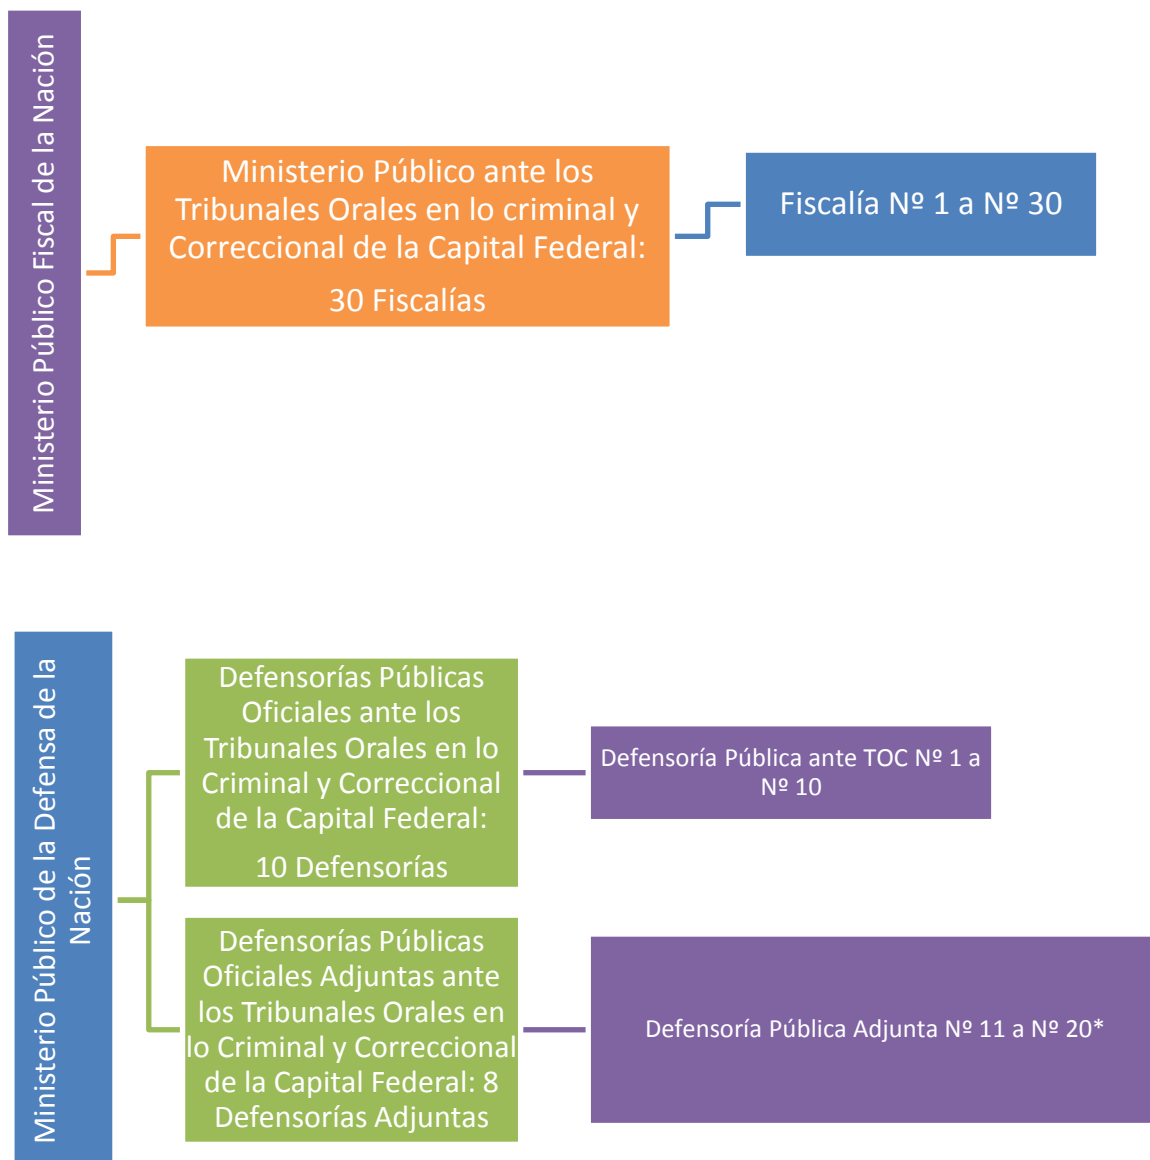 Ministerio Público Fiscal de la Nación
Ministerio Público ante los
Tribunales Orales en lo criminal y
Correccional de la Capital Federal:
30 Fiscalías
Fiscalía Nº 1 a Nº 30
Ministerio Público de la Defensa de la
Nación
Defensorías Públicas
Oficiales ante los
Tribunales Orales en lo
Criminal y Correccional
de la Capital Federal:
10 Defensorías
Defensoría Pública ante TOC Nº 1 a
Nº 10
Defensorías Públicas
Oficiales Adjuntas ante
los Tribunales Orales en
lo Criminal y Correccional
de la Capital Federal: 8
Defensorías Adjuntas
Defensoría Pública Adjunta Nº 11 a Nº 20*